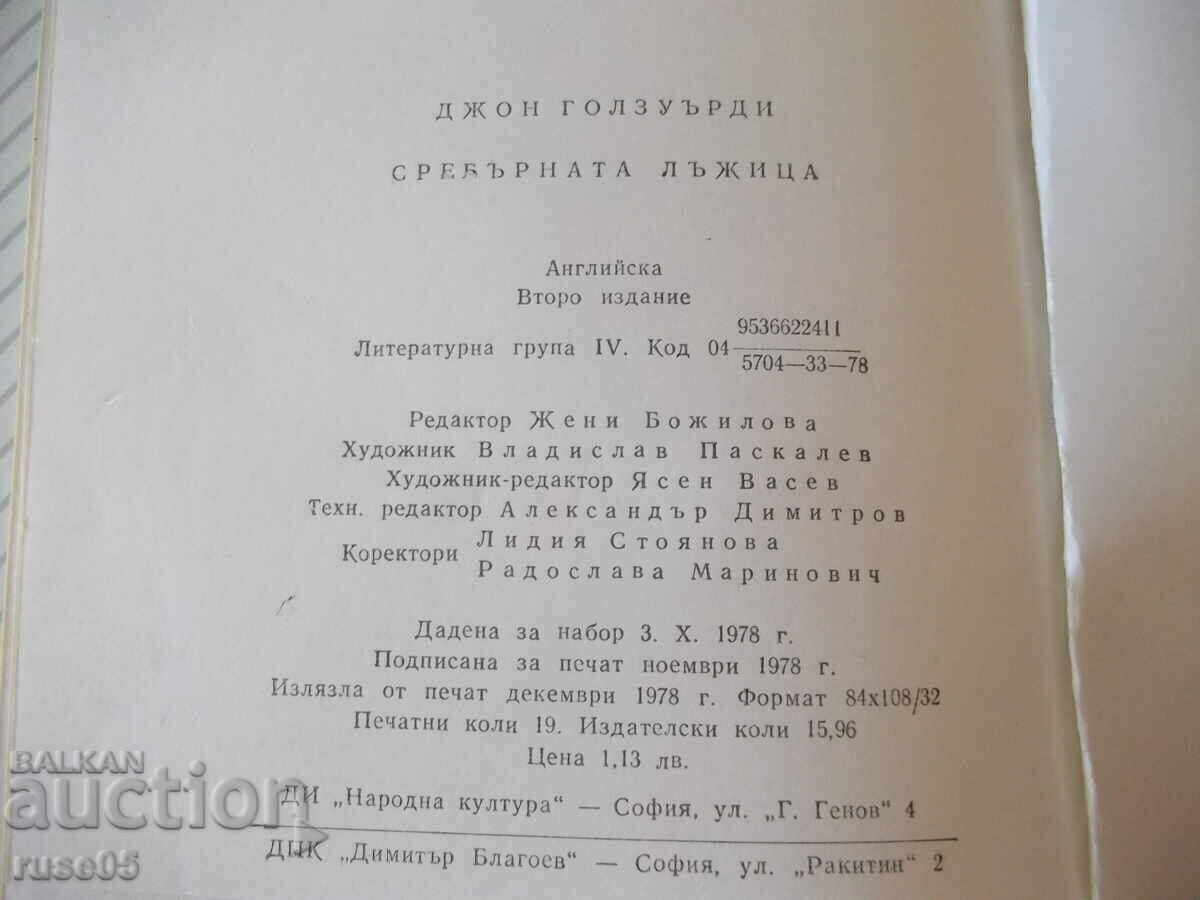 ДЖОН ГОЛЗУЪРДИ
СРЕБЪРНАТА ЛЪЖИЦА
Английска
Второ издание
Литературна група IV. Код 04 9536622411
5704—33—78
Редактор Жени Божилова
Художник Владислав Паскалев
Художник-редактор Ясен Васев
Техн. редактор Александър Димитров
Коректори Лидия Стоянова
Радослава Маринович
Дадена за набор 3. X. 1978 г.
Подписана за печат ноември 1978 г.
Излязла от печат декември 1978 г. Формат 84x108/32
Печатни коли 19. Издателски коли 15,96
Цена 1,13 лв.
ДИ „Народна култура“ — София, ул. „Г. Генов“ 4
ДПК „Димитър Благоев“ — София, ул. „Ракитин“ 2
BALKAN
auction
ruse05